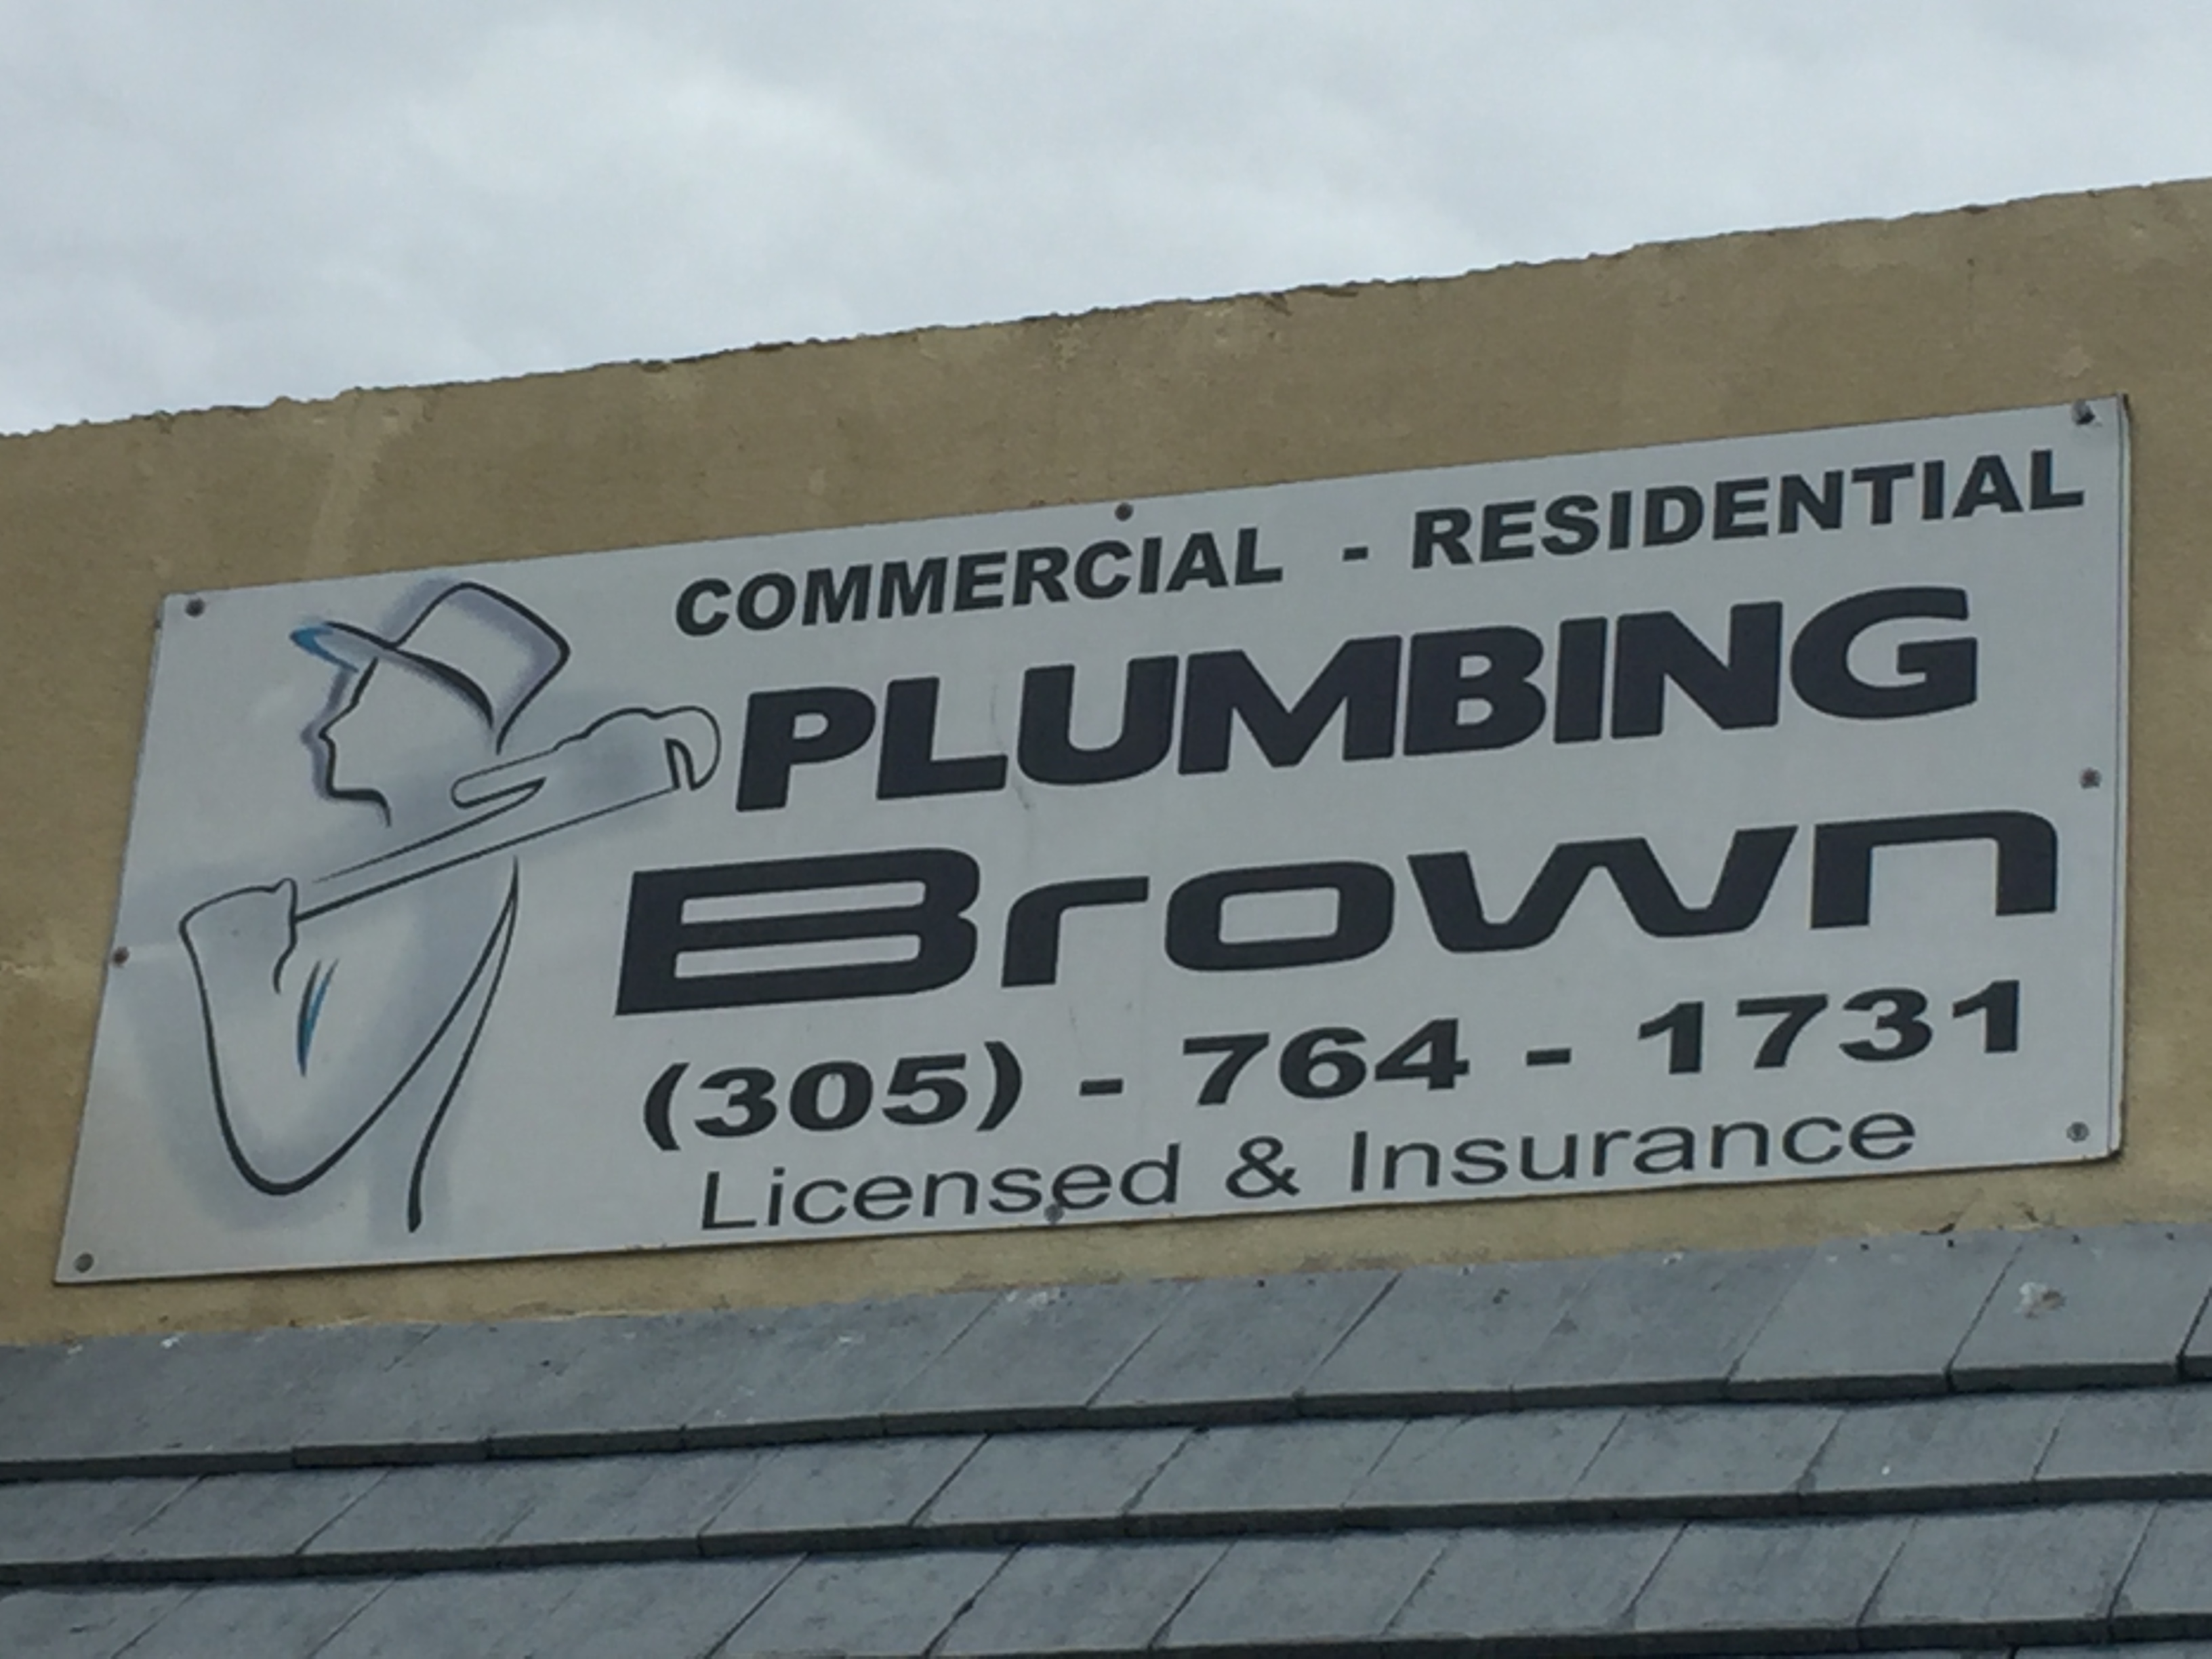 COMMERCIAL - RESIDENTIAL
PLUMBING
Brown
(305) - 764 - 1731
Licensed & Insurance